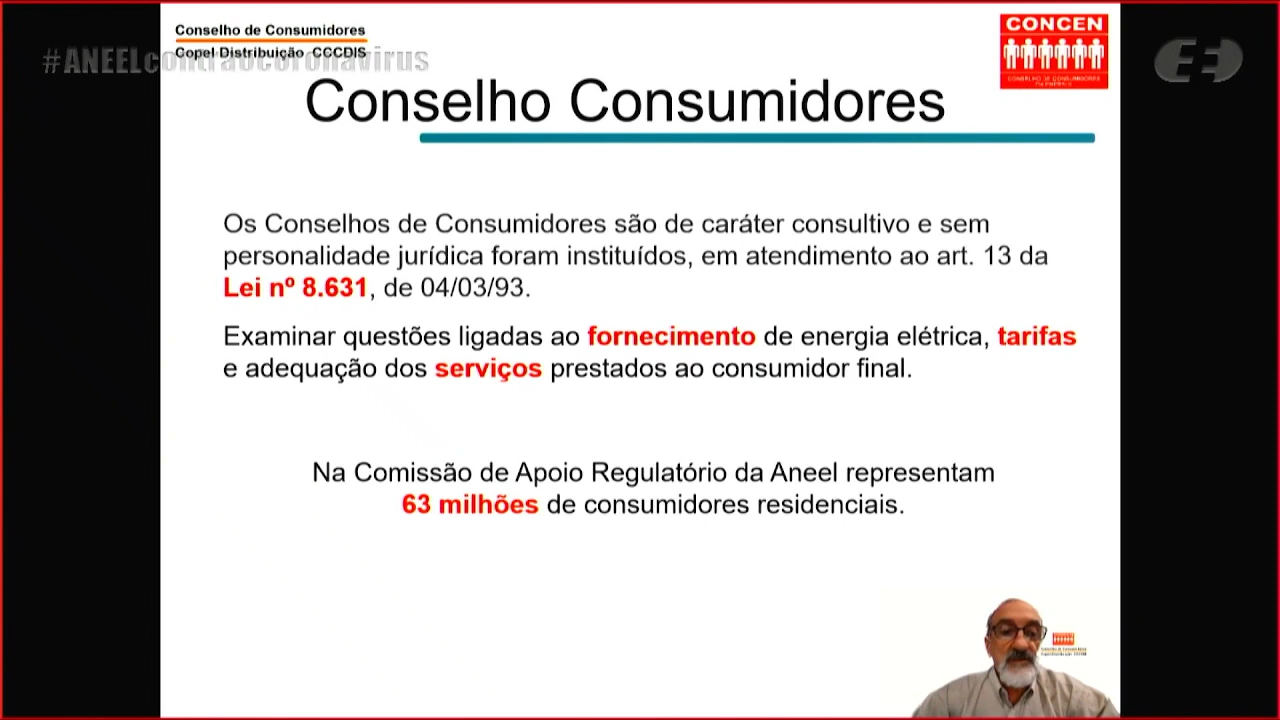 Conselho de Consumidores
Copel Distribuição CCCDIS
#ANEELcontraocoronavirus
CONCEN
CONSELHO DE CONSUMIDORES
Conselho Consumidores
Os Conselhos de Consumidores são de caráter consultivo e sem
personalidade jurídica foram instituídos, em atendimento ao art. 13 da
Lei nº 8.631, de 04/03/93.
Examinar questões ligadas ao fornecimento de energia elétrica, tarifas
e adequação dos serviços prestados ao consumidor final.
Na Comissão de Apoio Regulatório da Aneel representam
63 milhões de consumidores residenciais.